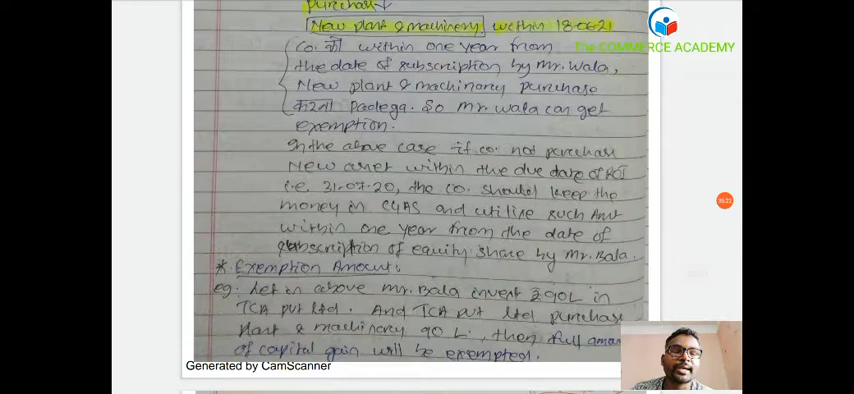 purchase
New plant & machinery within 18-06-21
The COMMERCE ACADEMY
Co. को within one year from
the date of subscription by Mr. Wala,
New plant & machinary purchase
करना Padega. So Mr. Wala can get
exemption.
In the above case if co. not purchase
New asset within the due date of ROI
i.e. 31-07-20, the co. should keep the
money in CGAS and utilise such Amt
within one year from the date of
subscription of equity share by Mr. Bala.
* Exemption Amount:
eg: Let in above Mr. Bala invest ₹ 90L in
TCA Pvt Ltd. And TCA Pvt Ltd purchase
plant & machinary 90 L, then full amou
of capital gain will be exempted.
Generated by CamScanner